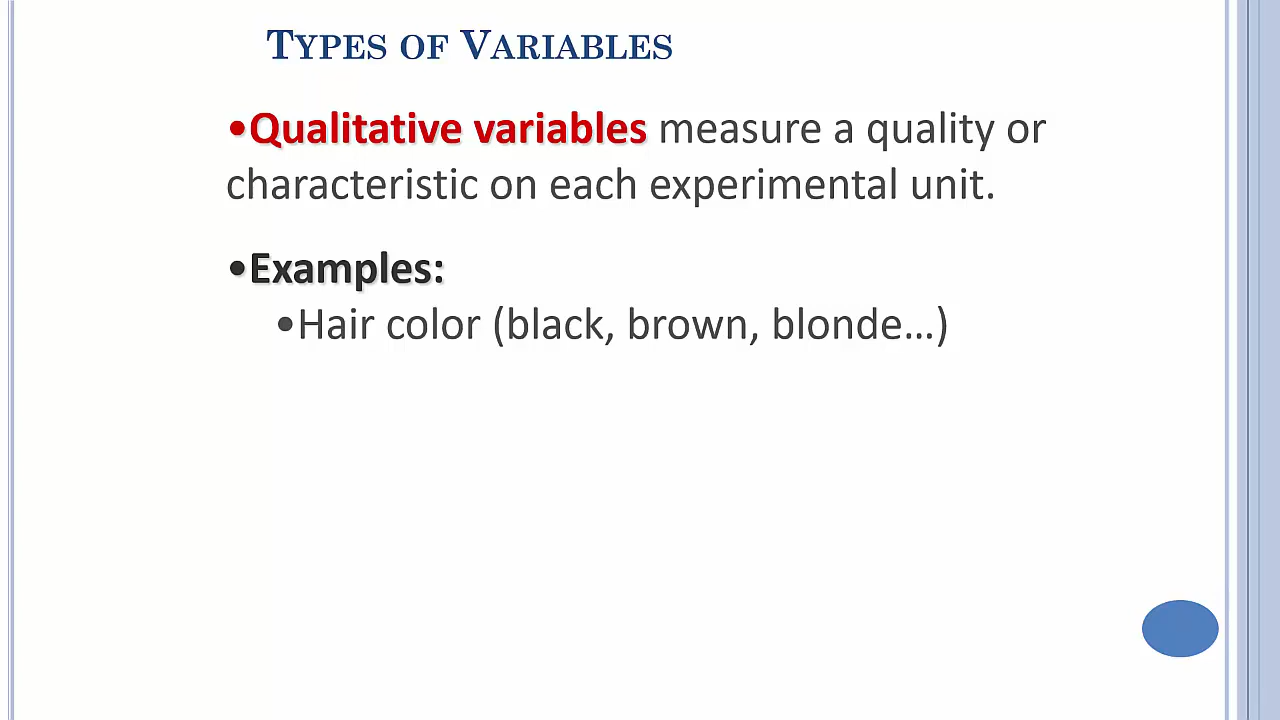 Types of Variables
•Qualitative variables measure a quality or
characteristic on each experimental unit.
•Examples:
•Hair color (black, brown, blonde…)